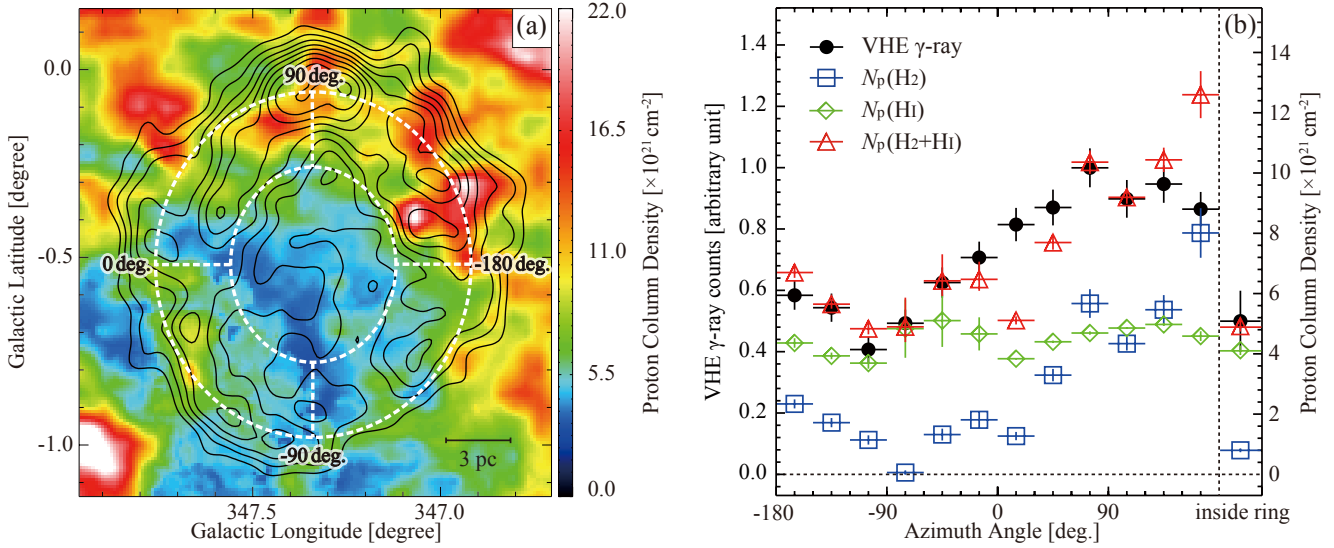 (a)
0.0
-0.5
-1.0
Galactic Latitude [degree]
90 deg.
0 deg.
-180 deg.
-90 deg.
3 pc
347.5
347.0
Galactic Longitude [degree]
22.0
16.5
11.0
5.5
0.0
Proton Column Density [×10²¹ cm⁻²]
(b)
VHE γ-ray
Nₚ(H₂)
Nₚ(HI)
Nₚ(H₂+HI)
1.4
1.2
1.0
0.8
0.6
0.4
0.2
0.0
VHE γ-ray counts [arbitrary unit]
14
12
10
8
6
4
2
0
Proton Column Density [×10²¹ cm⁻²]
-180
-90
0
90
inside ring
Azimuth Angle [deg.]